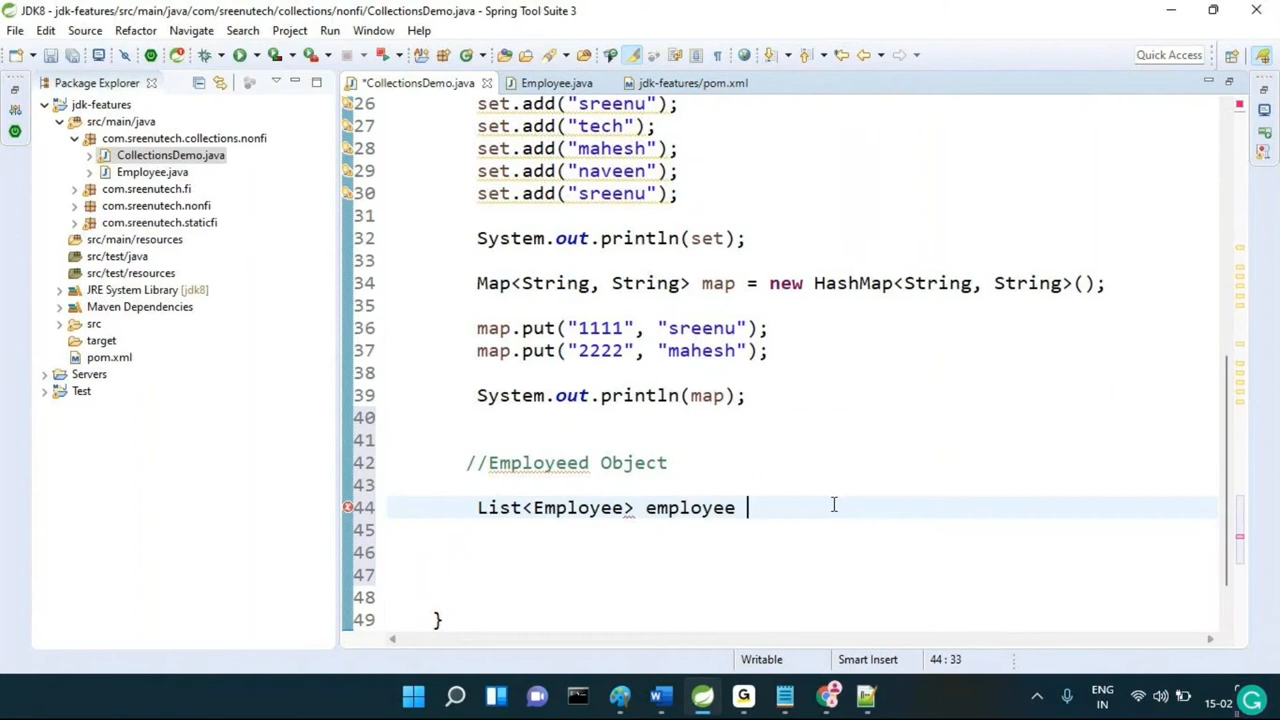 JDK8 - jdk-features/src/main/java/com/sreenutech/collections/nonfi/CollectionsDemo.java - Spring Tool Suite 3
File Edit Source Refactor Navigate Search Project Run Window Help
Quick Access
Package Explorer
*CollectionsDemo.java Employee.java jdk-features/pom.xml
jdk-features
src/main/java
com.sreenutech.collections.nonfi
CollectionsDemo.java
Employee.java
com.sreenutech.fi
com.sreenutech.nonfi
com.sreenutech.staticfi
src/main/resources
src/test/java
src/test/resources
JRE System Library [jdk8]
Maven Dependencies
src
target
pom.xml
Servers
Test
26 set.add("sreenu");
27 set.add("tech");
28 set.add("mahesh");
29 set.add("naveen");
30 set.add("sreenu");
31
32 System.out.println(set);
33
34 Map<String, String> map = new HashMap<String, String>();
35
36 map.put("1111", "sreenu");
37 map.put("2222", "mahesh");
38
39 System.out.println(map);
40
41
42 //Employeed Object
43
44 List<Employee> employee
45
46
47
48
49 }
Writable Smart Insert 44 : 33
ENG
IN
15-02